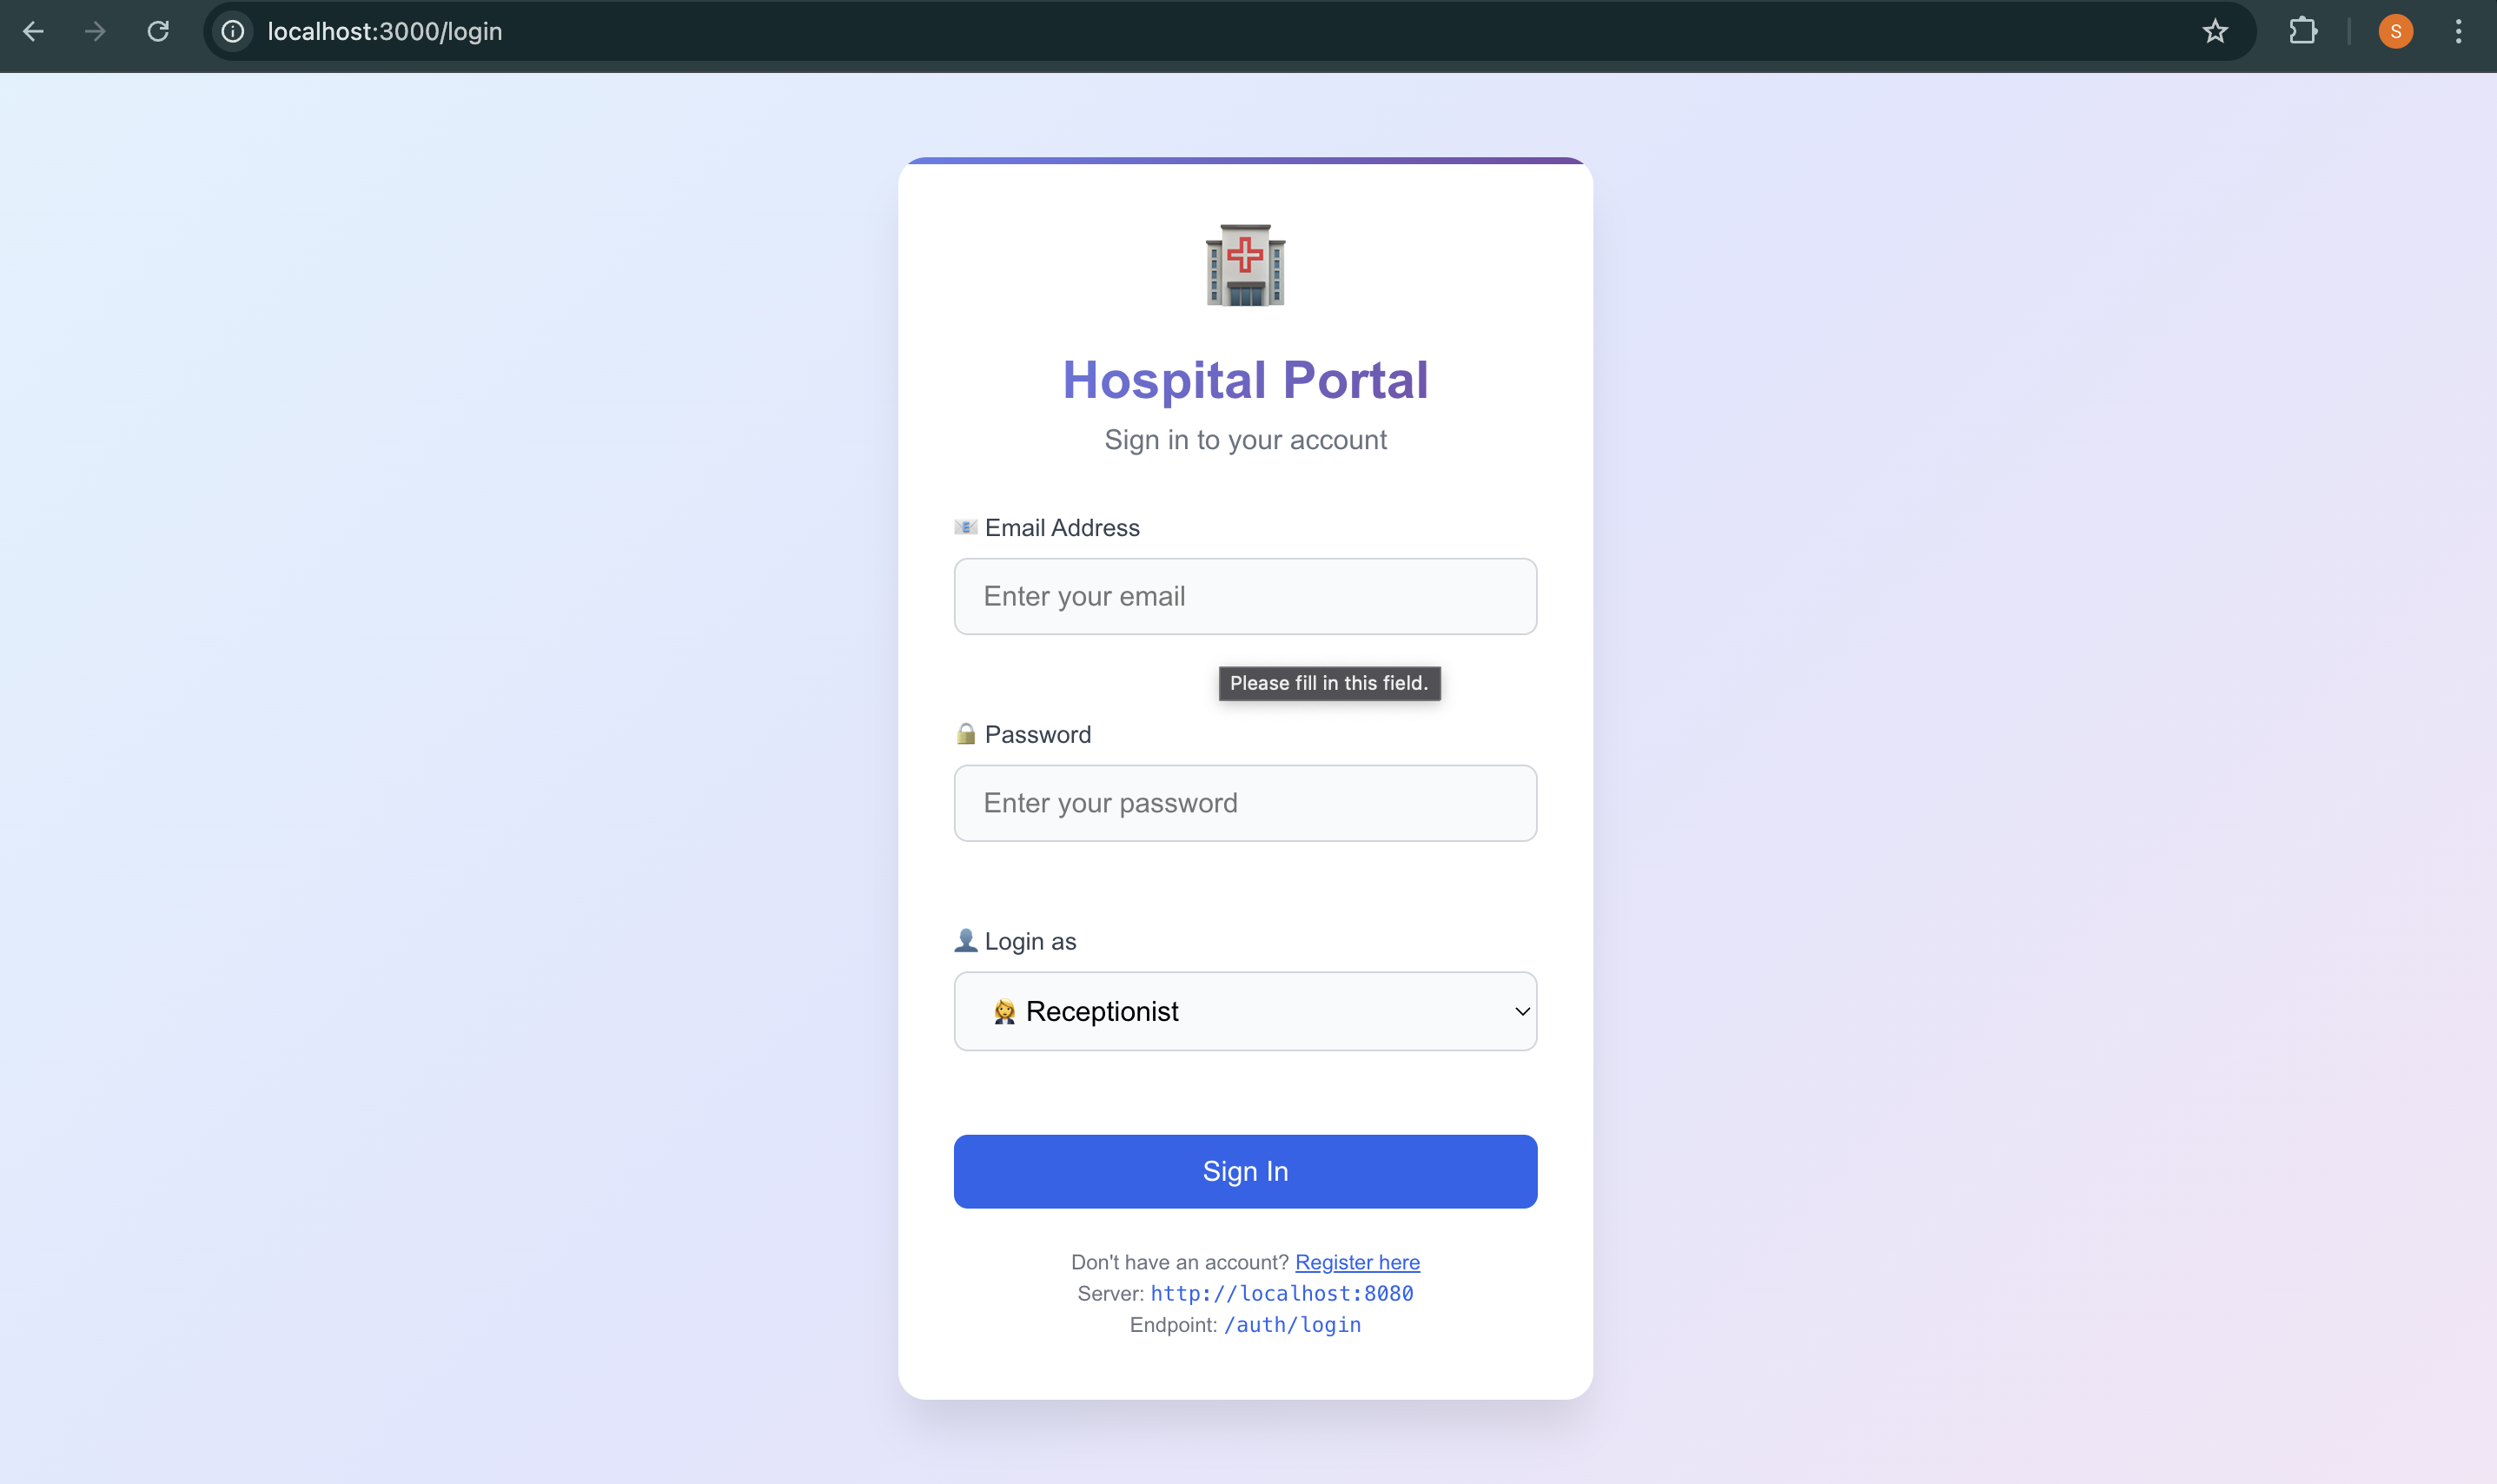 localhost:3000/login
S
Hospital Portal
Sign in to your account
📧 Email Address
Enter your email
Please fill in this field.
🔒 Password
Enter your password
👤 Login as
👩‍💼 Receptionist
Sign In
Don't have an account? Register here
Server: http://localhost:8080
Endpoint: /auth/login